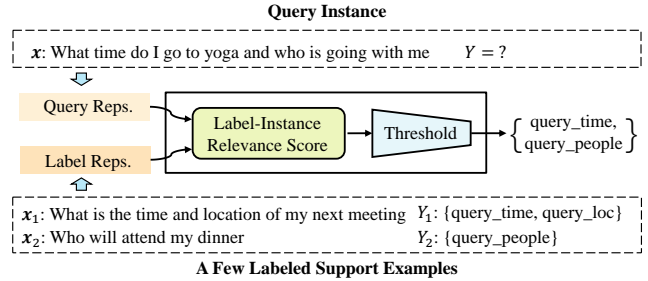 Query Instance
x: What time do I go to yoga and who is going with me Y = ?
Query Reps.
Label Reps.
Label-Instance
Relevance Score
Threshold
{ query_time,
query_people }
x₁: What is the time and location of my next meeting Y₁: {query_time, query_loc}
x₂: Who will attend my dinner Y₂: {query_people}
A Few Labeled Support Examples